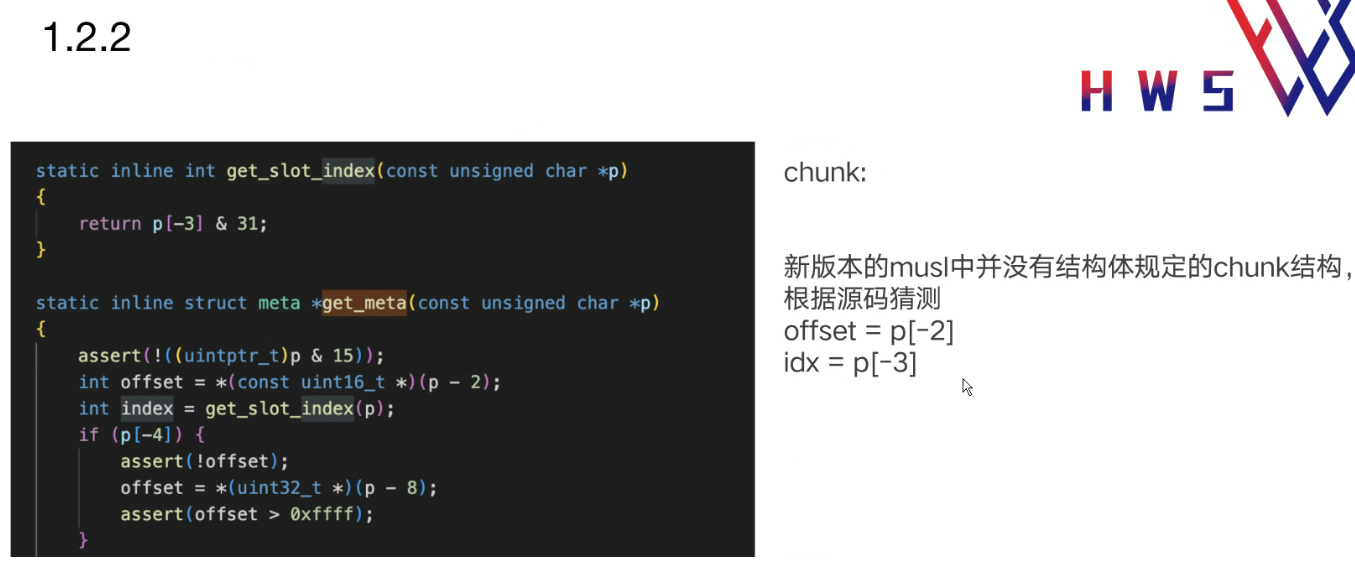 1.2.2
HWS
static inline int get_slot_index(const unsigned char *p)
{
    return p[-3] & 31;
}
static inline struct meta *get_meta(const unsigned char *p)
{
    assert(!((uintptr_t)p & 15));
    int offset = *(const uint16_t *)(p - 2);
    int index = get_slot_index(p);
    if (p[-4]) {
        assert(!offset);
        offset = *(uint32_t *)(p - 8);
        assert(offset > 0xffff);
    }
chunk:
新版本的musl中并没有结构体规定的chunk结构，
根据源码猜测
offset = p[-2]
idx = p[-3]